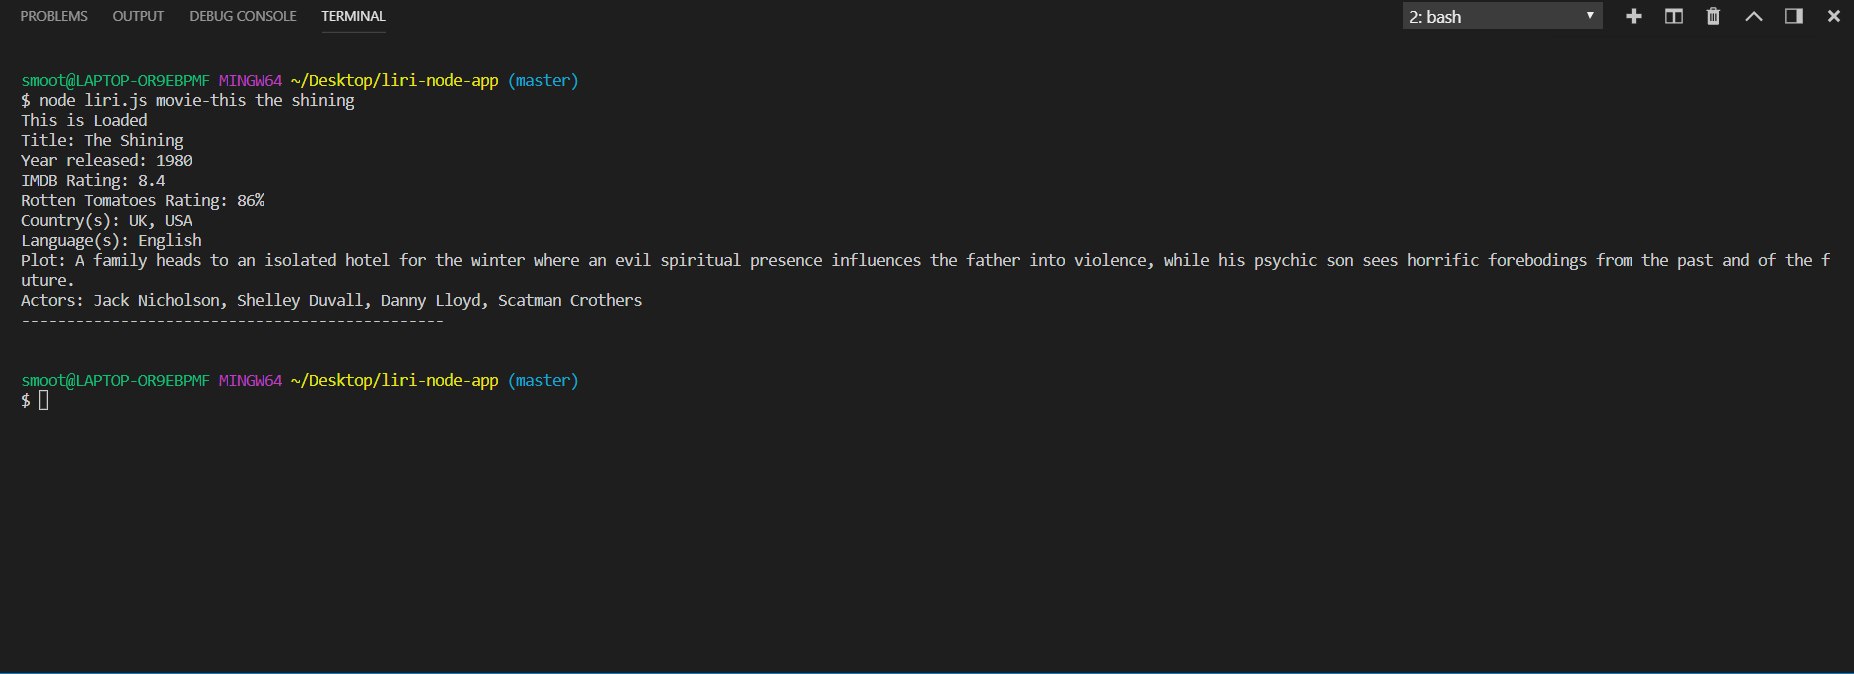 PROBLEMS OUTPUT DEBUG CONSOLE TERMINAL 2: bash
smoot@LAPTOP-OR9EBPMF MINGW64 ~/Desktop/liri-node-app (master)
$ node liri.js movie-this the shining
This is Loaded
Title: The Shining
Year released: 1980
IMDB Rating: 8.4
Rotten Tomatoes Rating: 86%
Country(s): UK, USA
Language(s): English
Plot: A family heads to an isolated hotel for the winter where an evil spiritual presence influences the father into violence, while his psychic son sees horrific forebodings from the past and of the f
uture.
Actors: Jack Nicholson, Shelley Duvall, Danny Lloyd, Scatman Crothers
-----------------------------------------------
smoot@LAPTOP-OR9EBPMF MINGW64 ~/Desktop/liri-node-app (master)
$